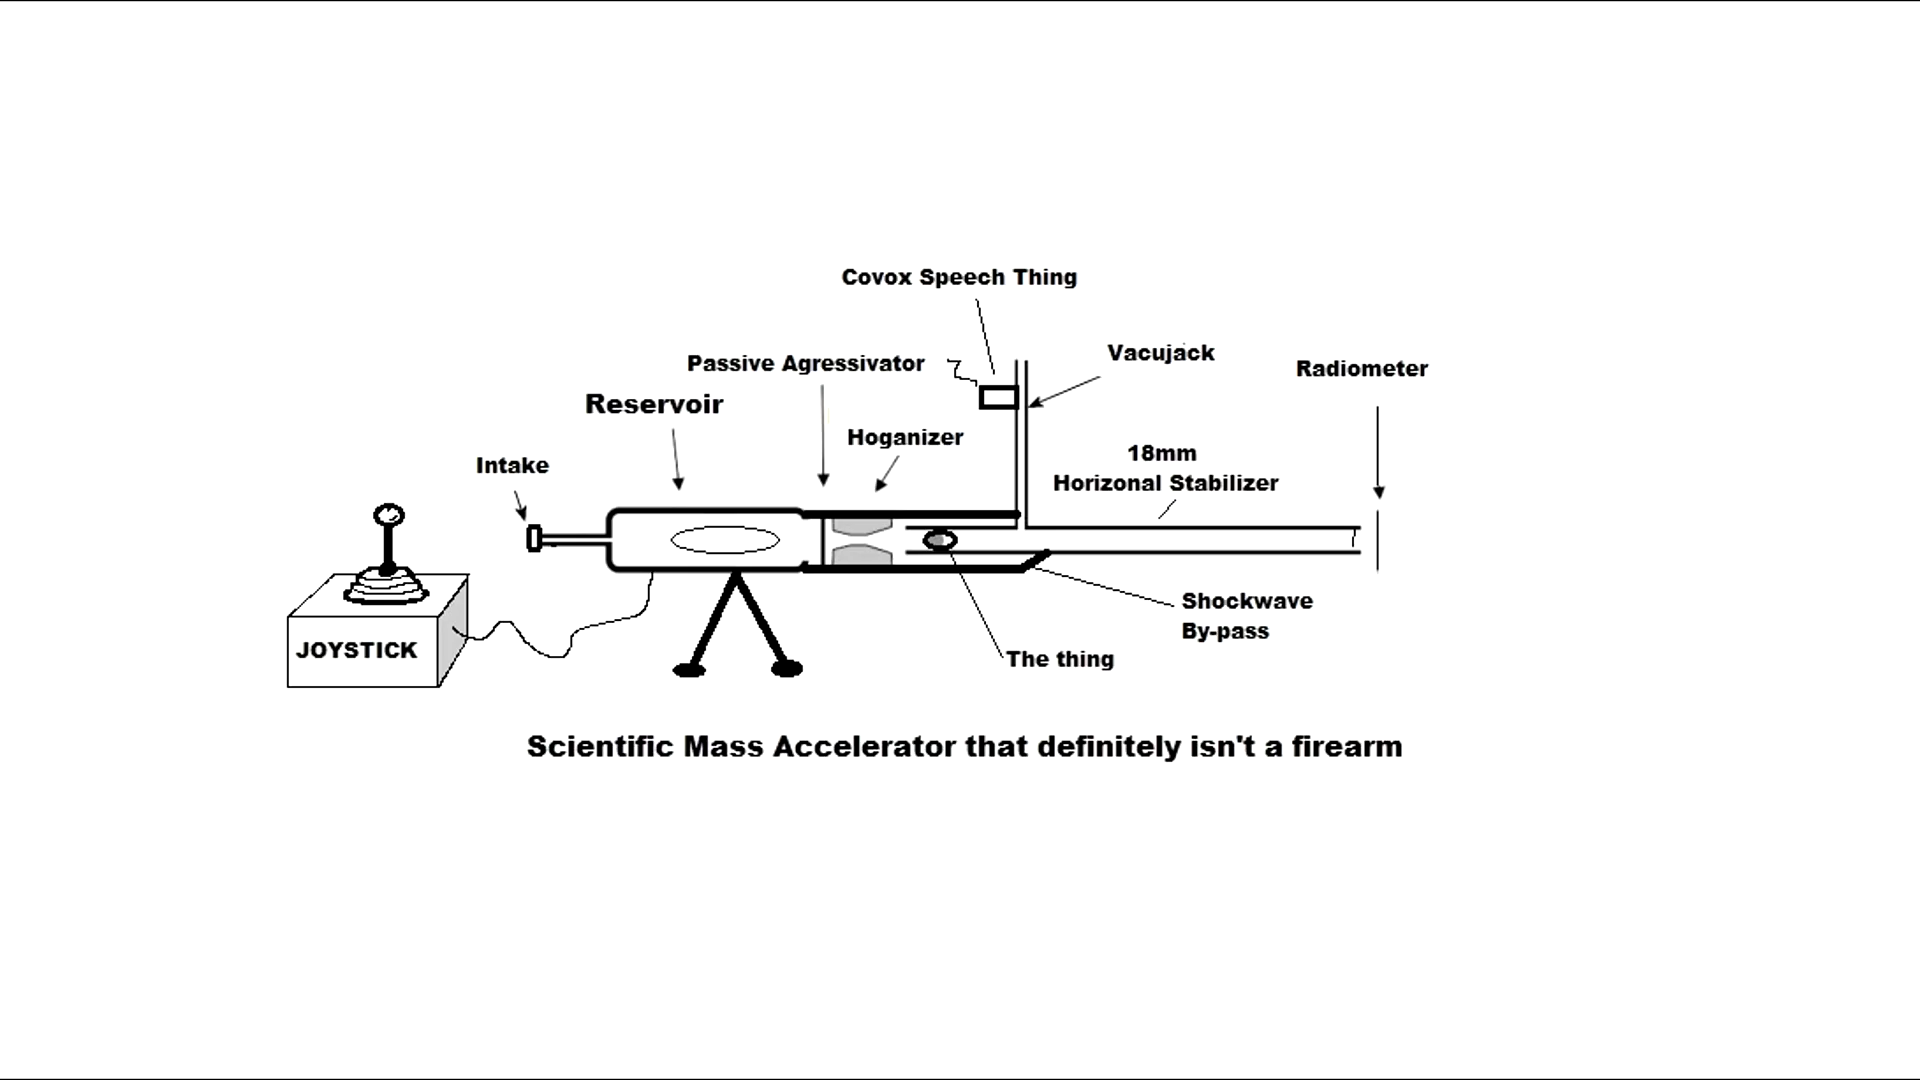 Covox Speech Thing
Vacujack
Passive Agressivator
Radiometer
Reservoir
Hoganizer
18mm
Horizonal Stabilizer
Intake
Shockwave
By-pass
JOYSTICK
The thing
Scientific Mass Accelerator that definitely isn't a firearm